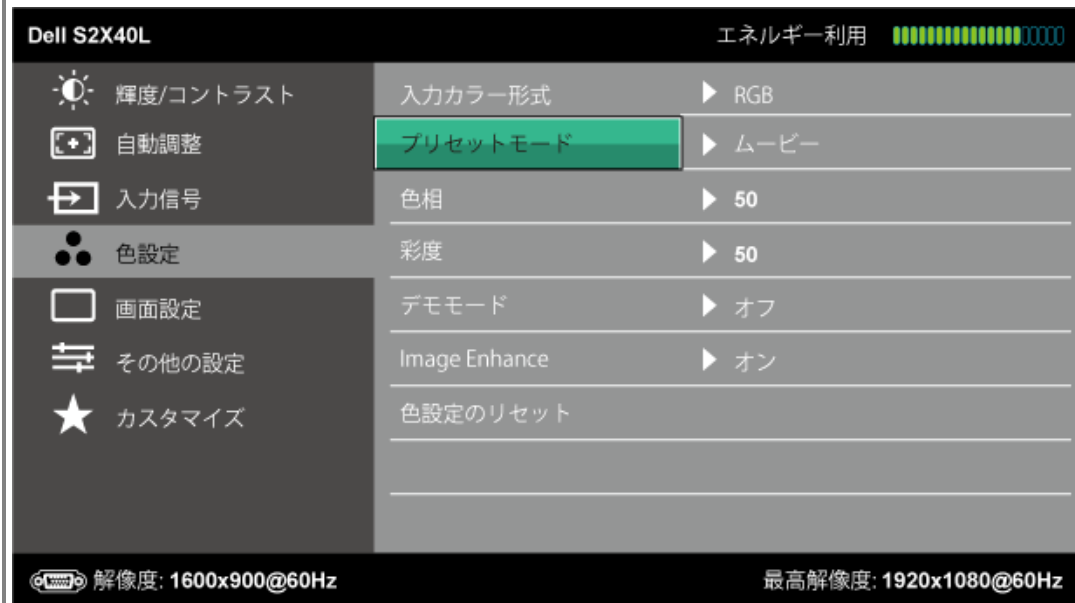 Dell S2X40L エネルギー利用
輝度/コントラスト
自動調整
入力信号
色設定
画面設定
その他の設定
カスタマイズ
入力カラー形式 RGB
プリセットモード ムービー
色相 50
彩度 50
デモモード オフ
Image Enhance オン
色設定のリセット
解像度: 1600x900@60Hz 最高解像度: 1920x1080@60Hz